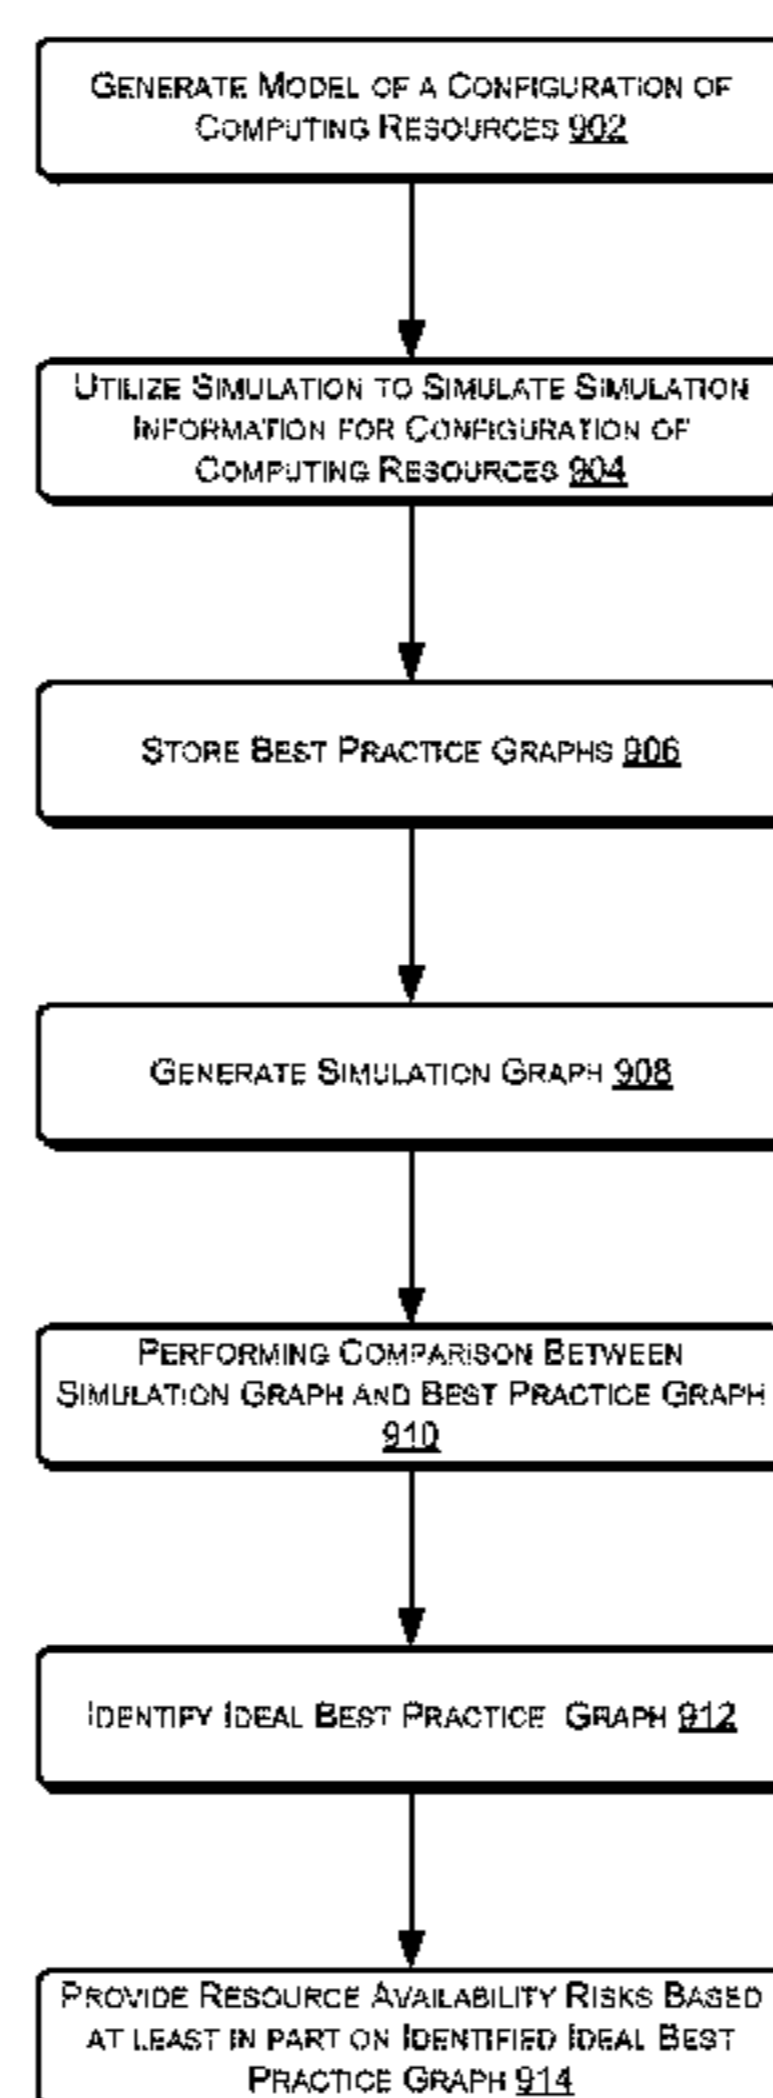 GENERATE MODEL OF A CONFIGURATION OF
COMPUTING RESOURCES 902
UTILIZE SIMULATION TO SIMULATE SIMULATION
INFORMATION FOR CONFIGURATION OF
COMPUTING RESOURCES 904
STORE BEST PRACTICE GRAPHS 906
GENERATE SIMULATION GRAPH 908
PERFORMING COMPARISON BETWEEN
SIMULATION GRAPH AND BEST PRACTICE GRAPH
910
IDENTIFY IDEAL BEST PRACTICE GRAPH 912
PROVIDE RESOURCE AVAILABILITY RISKS BASED
AT LEAST IN PART ON IDENTIFIED IDEAL BEST
PRACTICE GRAPH 914